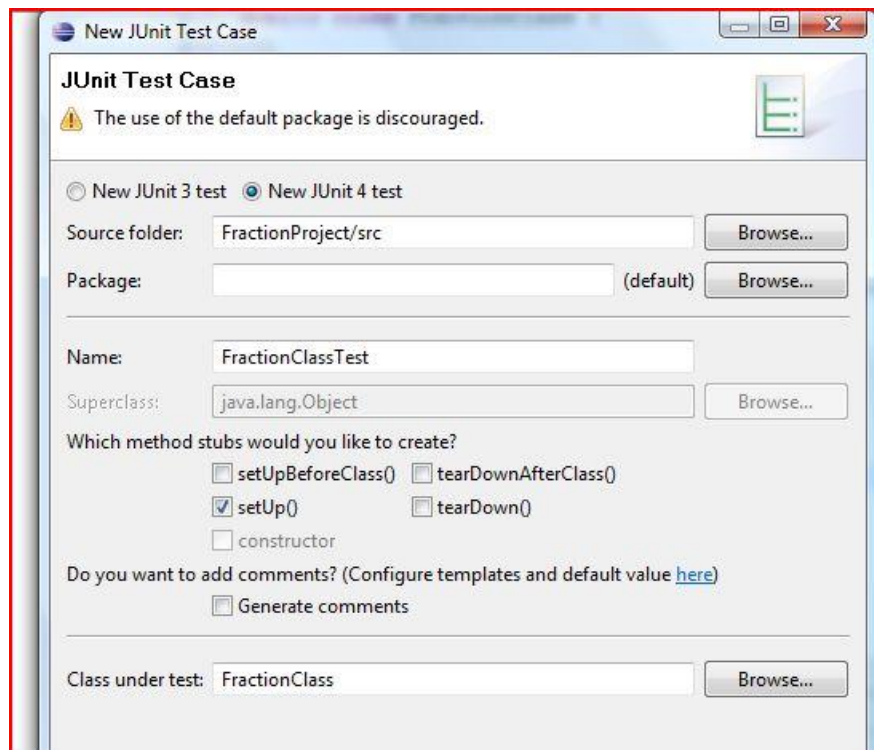 New JUnit Test Case
JUnit Test Case
The use of the default package is discouraged.
New JUnit 3 test New JUnit 4 test
Source folder: FractionProject/src Browse...
Package: (default) Browse...
Name: FractionClassTest
Superclass: java.lang.Object Browse...
Which method stubs would you like to create?
setUpBeforeClass() tearDownAfterClass()
setUp() tearDown()
constructor
Do you want to add comments? (Configure templates and default value here)
Generate comments
Class under test: FractionClass Browse...